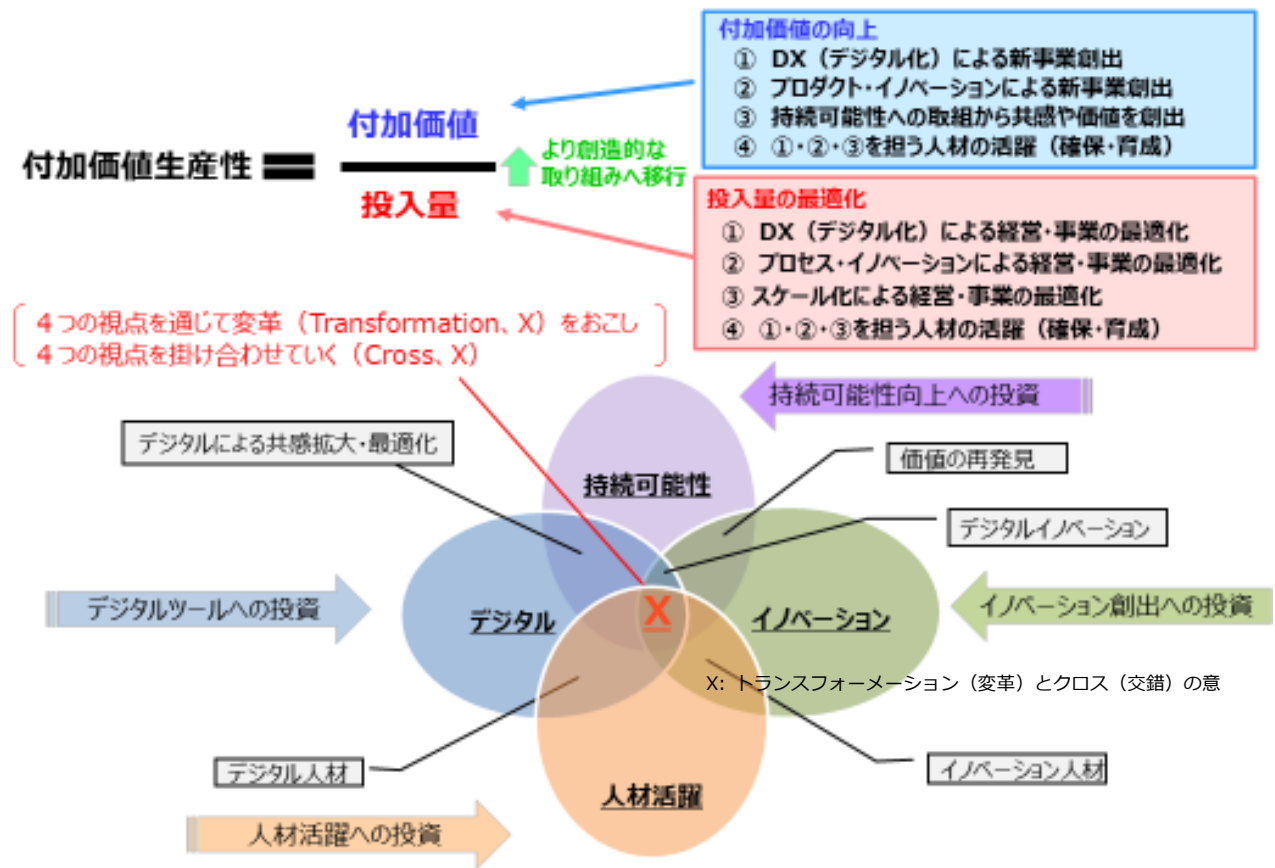 付加価値の向上
① DX（デジタル化）による新事業創出
② プロダクト・イノベーションによる新事業創出
③ 持続可能性への取組から共感や価値を創出
④ ①・②・③を担う人材の活躍（確保・育成）
付加価値生産性 =
付加価値
投入量
より創造的な
取り組みへ移行
投入量の最適化
① DX（デジタル化）による経営・事業の最適化
② プロセス・イノベーションによる経営・事業の最適化
③ スケール化による経営・事業の最適化
④ ①・②・③を担う人材の活躍（確保・育成）
４つの視点を通じて変革（Transformation、X）をおこし
４つの視点を掛け合わせていく（Cross、X）
持続可能性向上への投資
デジタルによる共感拡大・最適化
価値の再発見
持続可能性
デジタルイノベーション
デジタルツールへの投資
デジタル
X
イノベーション
イノベーション創出への投資
X: トランスフォーメーション（変革）とクロス（交錯）の意
デジタル人材
イノベーション人材
人材活躍
人材活躍への投資